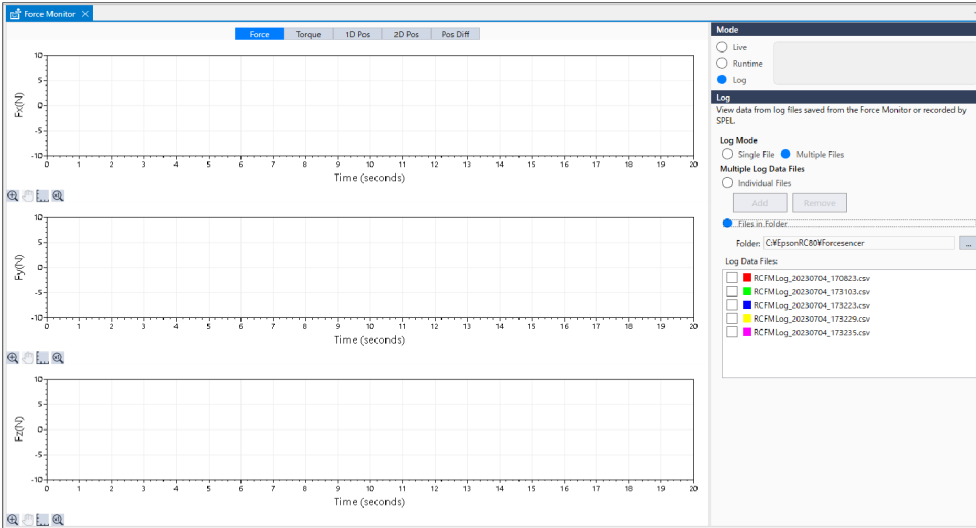 Force Monitor
Force Torque 1D Pos 2D Pos Pos Diff
Fx(N)
10
5
0
-5
-10
0 1 2 3 4 5 6 7 8 9 10 11 12 13 14 15 16 17 18 19 20
Time (seconds)
Fy(N)
10
5
0
-5
-10
0 1 2 3 4 5 6 7 8 9 10 11 12 13 14 15 16 17 18 19 20
Time (seconds)
Fz(N)
10
5
0
-5
-10
0 1 2 3 4 5 6 7 8 9 10 11 12 13 14 15 16 17 18 19 20
Time (seconds)
Mode
Live
Runtime
Log
Log
View data from log files saved from the Force Monitor or recorded by
SPEL.
Log Mode
Single File Multiple Files
Multiple Log Data Files
Individual Files
Add Remove
Files in Folder
Folder: C:¥EpsonRC80¥Forcesencer ...
Log Data Files:
RCFMLog_20230704_170823.csv
RCFMLog_20230704_173103.csv
RCFMLog_20230704_173223.csv
RCFMLog_20230704_173229.csv
RCFMLog_20230704_173235.csv